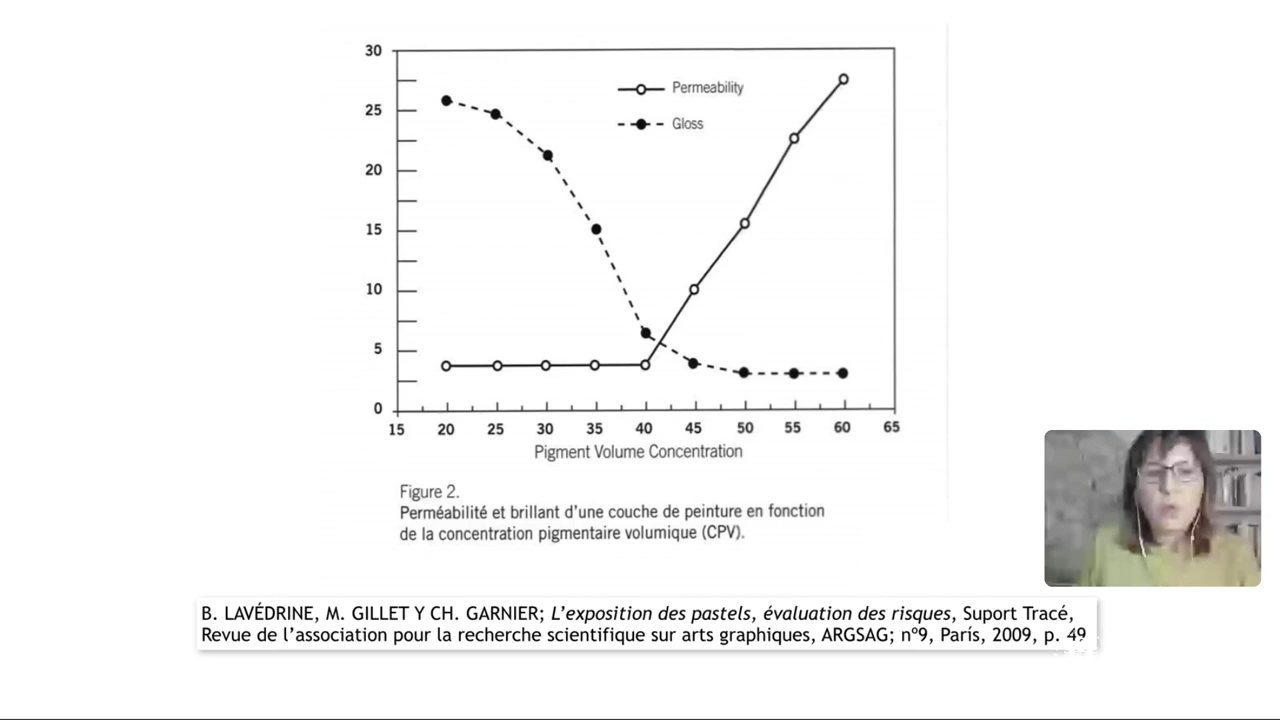 30
25
20
15
10
5
0
Permeability
Gloss
15 20 25 30 35 40 45 50 55 60 65
Pigment Volume Concentration
Figure 2.
Perméabilité et brillant d'une couche de peinture en fonction
de la concentration pigmentaire volumique (CPV).
B. LAVÉDRINE, M. GILLET Y CH. GARNIER; L'exposition des pastels, évaluation des risques, Suport Tracé,
Revue de l'association pour la recherche scientifique sur arts graphiques, ARGSAG; nº9, París, 2009, p. 49